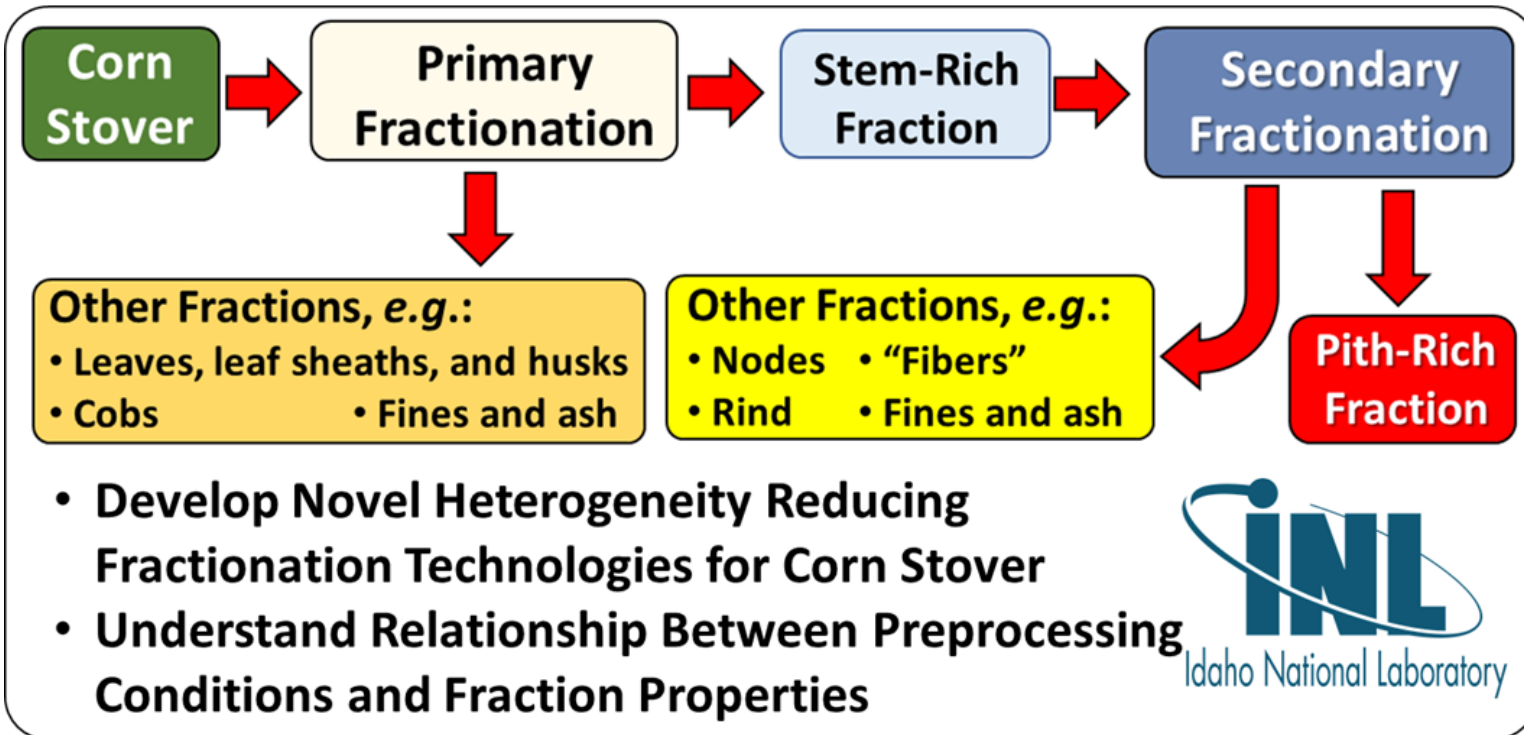 Corn
Stover
Primary
Fractionation
Stem-Rich
Fraction
Secondary
Fractionation
Other Fractions, e.g.:
• Leaves, leaf sheaths, and husks
• Cobs • Fines and ash
Other Fractions, e.g.:
• Nodes • “Fibers”
• Rind • Fines and ash
Pith-Rich
Fraction
• Develop Novel Heterogeneity Reducing
Fractionation Technologies for Corn Stover
• Understand Relationship Between Preprocessing
Conditions and Fraction Properties
INL
Idaho National Laboratory